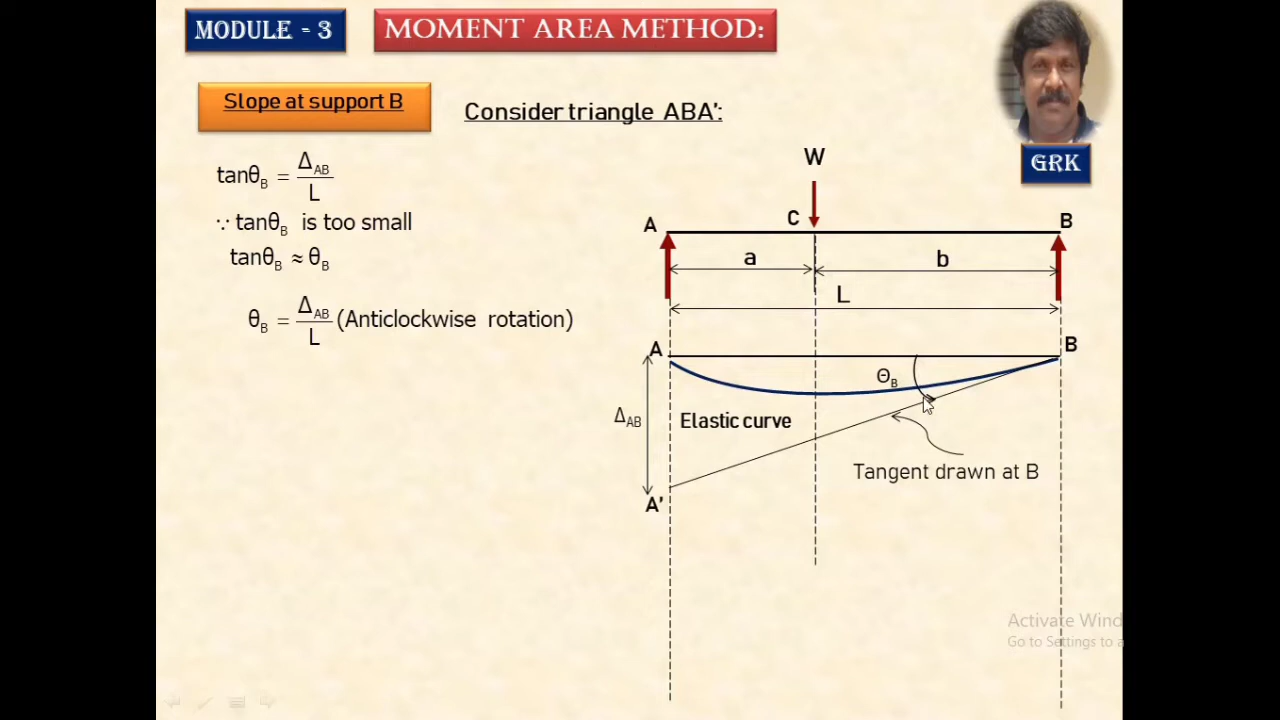 MODULE - 3
MOMENT AREA METHOD:
Slope at support B
Consider triangle ABA':
tanθB = ΔAB / L
∵ tanθB is too small
tanθB ≈ θB
θB = ΔAB / L (Anticlockwise rotation)
GRK
W
A
C
B
a
b
L
A
B
ΘB
ΔAB
Elastic curve
Tangent drawn at B
A'
Activate Wind
Go to Settings to a